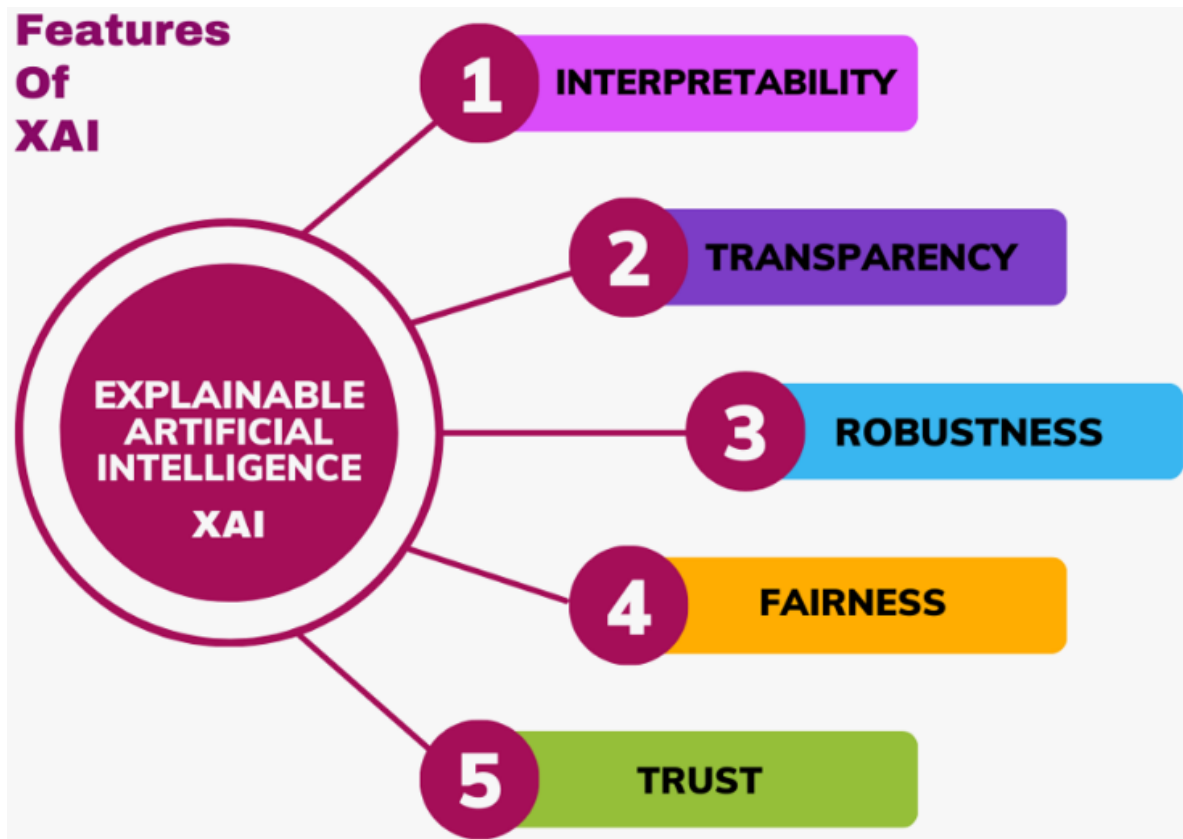 Features
Of
XAI
1
INTERPRETABILITY
2
TRANSPARENCY
EXPLAINABLE
ARTIFICIAL
INTELLIGENCE
XAI
3
ROBUSTNESS
4
FAIRNESS
5
TRUST